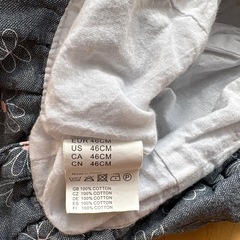 EUR 46CM
US 46CM
CA 46CM
CN 46CM
GB 100% COTTON
CZ 100% COTTON
DE 100% COTTON
ES 100% COTTON
FI 100% COTTON